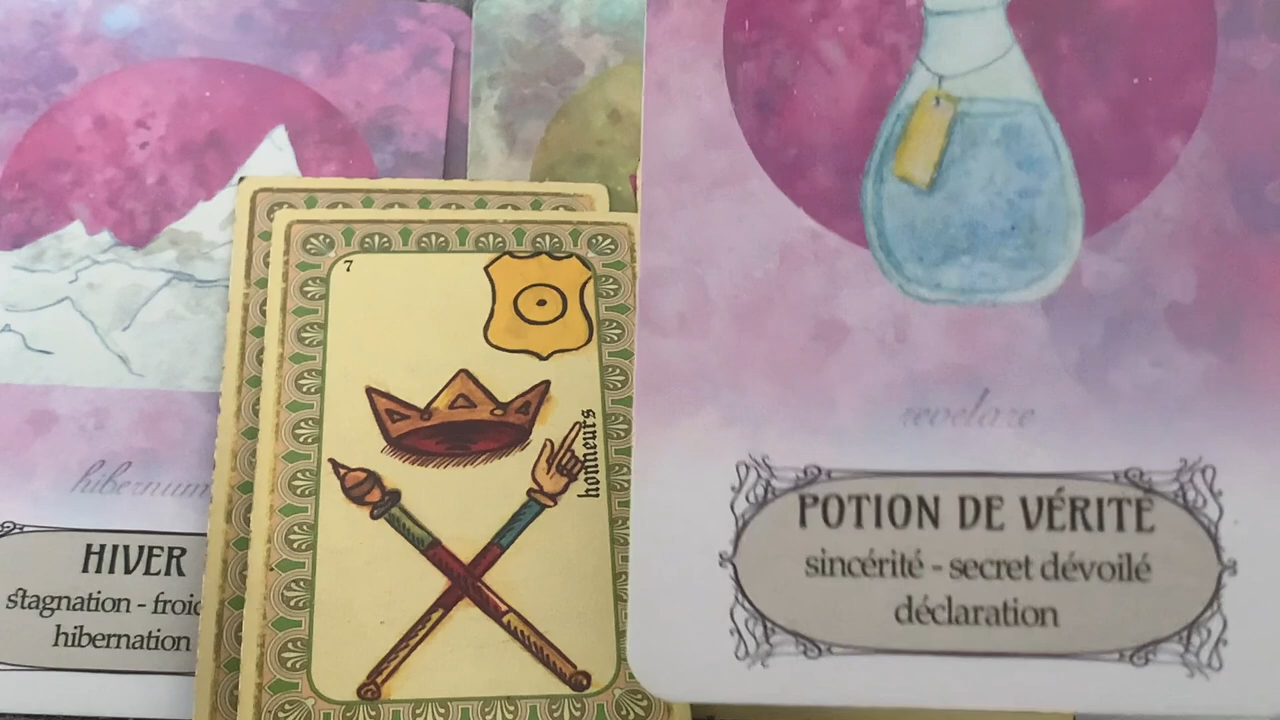 hibernum
HIVER
stagnation - froid
hibernation
7
honneurs
revelare
POTION DE VÉRITÉ
sincérité - secret dévoilé
déclaration